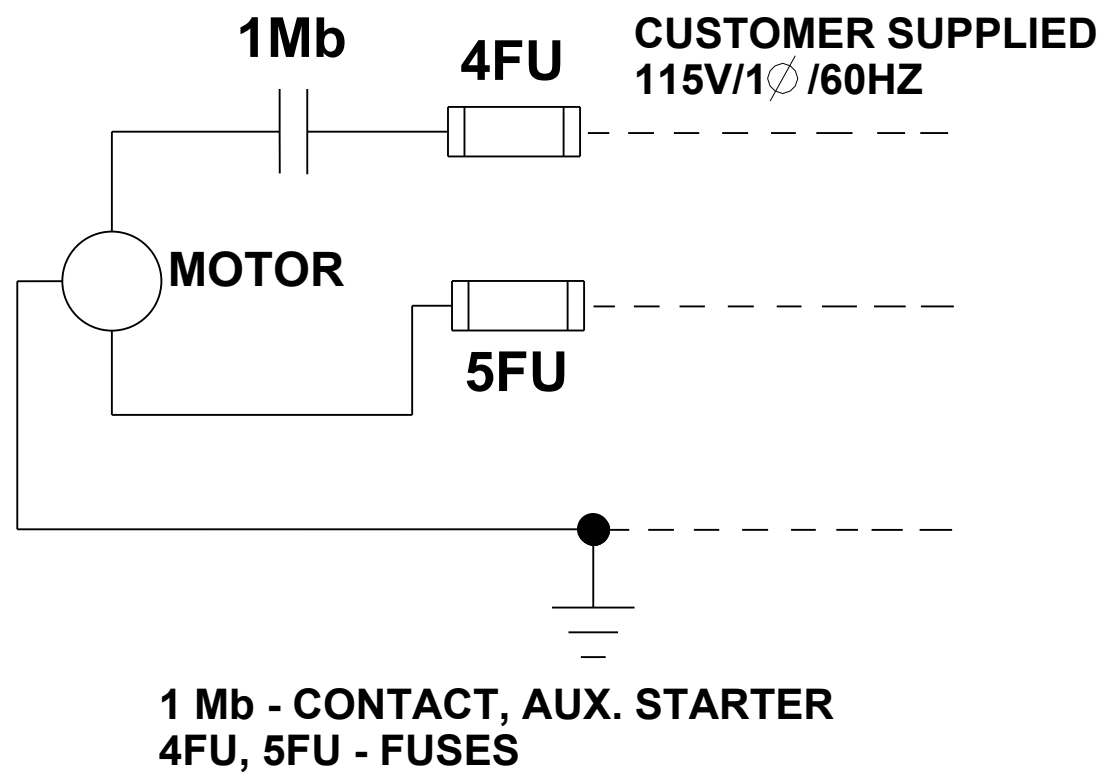 1Mb
4FU
CUSTOMER SUPPLIED
115V/1∅/60HZ
MOTOR
5FU
1 Mb - CONTACT, AUX. STARTER
4FU, 5FU - FUSES